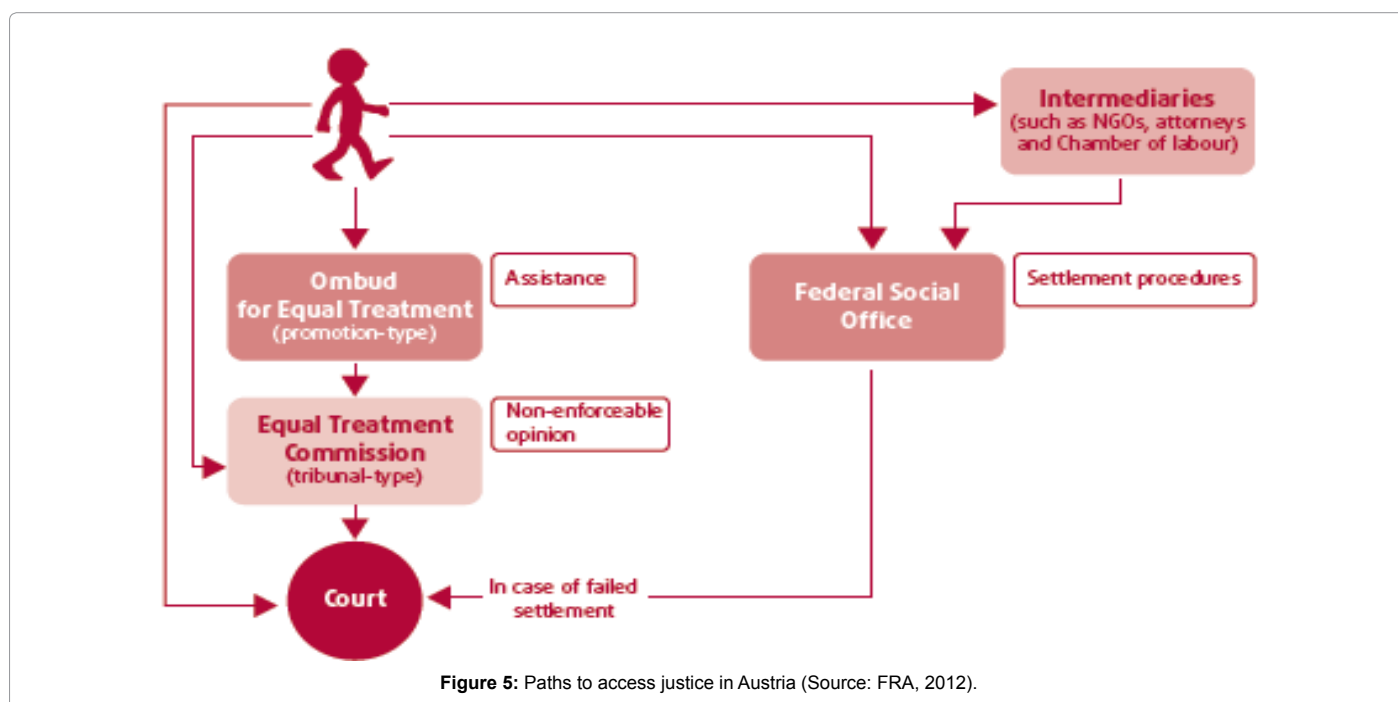 Intermediaries
(such as NGOs, attorneys
and Chamber of labour)
Ombud
for Equal Treatment
(promotion-type)
Assistance
Federal Social
Office
Settlement procedures
Equal Treatment
Commission
(tribunal-type)
Non-enforceable
opinion
Court
In case of failed
settlement
Figure 5: Paths to access justice in Austria (Source: FRA, 2012).